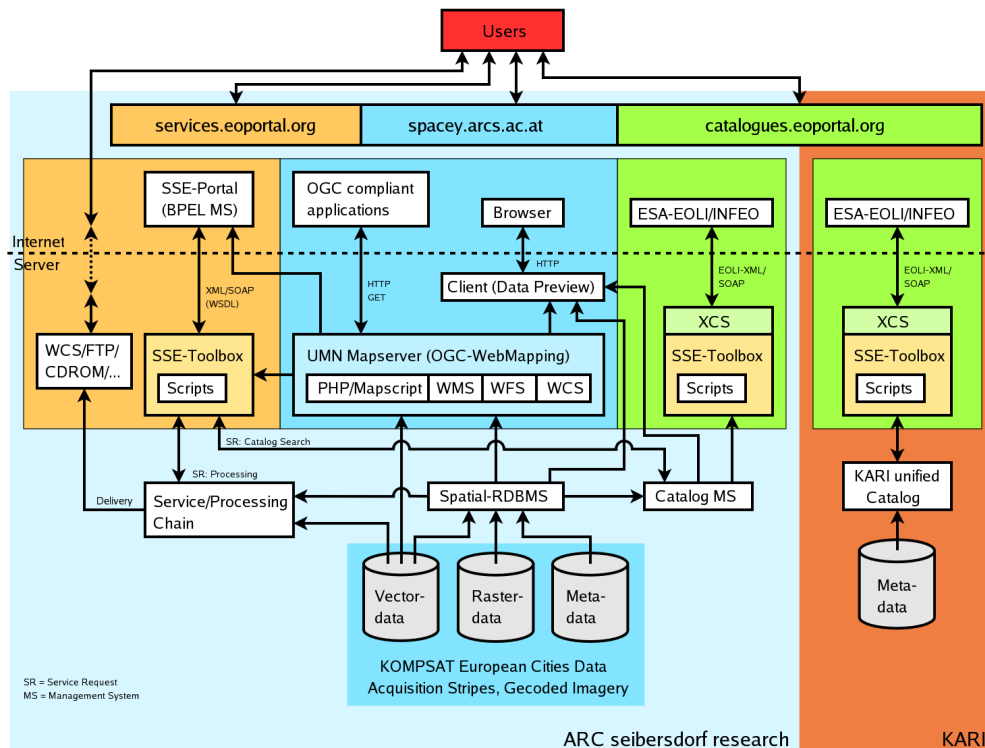 Users
services.eoportal.org
spacey.arcs.ac.at
catalogues.eoportal.org
SSE-Portal
(BPEL MS)
OGC compliant
applications
Browser
ESA-EOLI/INFEO
ESA-EOLI/INFEO
Internet
Server
XML/SOAP
(WSDL)
HTTP
GET
HTTP
EOLI-XML/
SOAP
EOLI-XML/
SOAP
Client (Data Preview)
WCS/FTP/
CDROM/...
SSE-Toolbox
Scripts
UMN Mapserver (OGC-WebMapping)
PHP/Mapscript
WMS
WFS
WCS
XCS
SSE-Toolbox
Scripts
XCS
SSE-Toolbox
Scripts
SR: Catalog Search
SR: Processing
Delivery
Service/Processing
Chain
Spatial-RDBMS
Catalog MS
KARI unified
Catalog
Vector-
data
Raster-
data
Meta-
data
Meta-
data
KOMPSAT European Cities Data
Acquisition Stripes, Gecoded Imagery
SR = Service Request
MS = Management System
ARC seibersdorf research
KARI